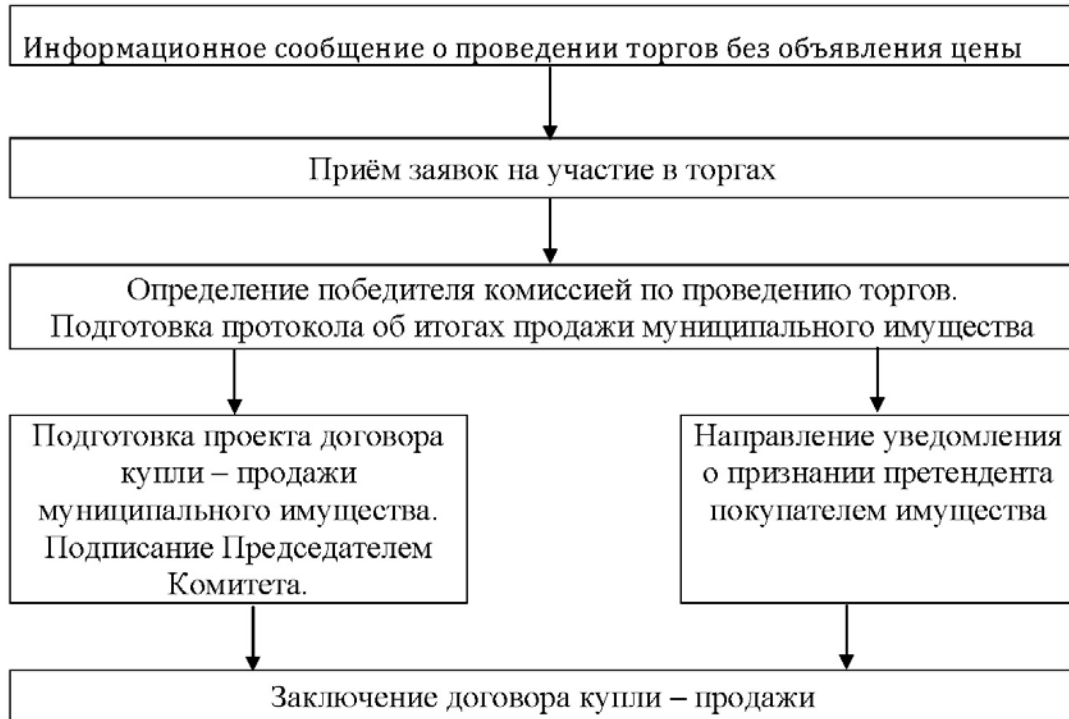 Информационное сообщение о проведении торгов без объявления цены
Приём заявок на участие в торгах
Определение победителя комиссией по проведению торгов.
Подготовка протокола об итогах продажи муниципального имущества
Подготовка проекта договора
купли – продажи
муниципального имущества.
Подписание Председателем
Комитета.
Направление уведомления
о признании претендента
покупателем имущества
Заключение договора купли – продажи